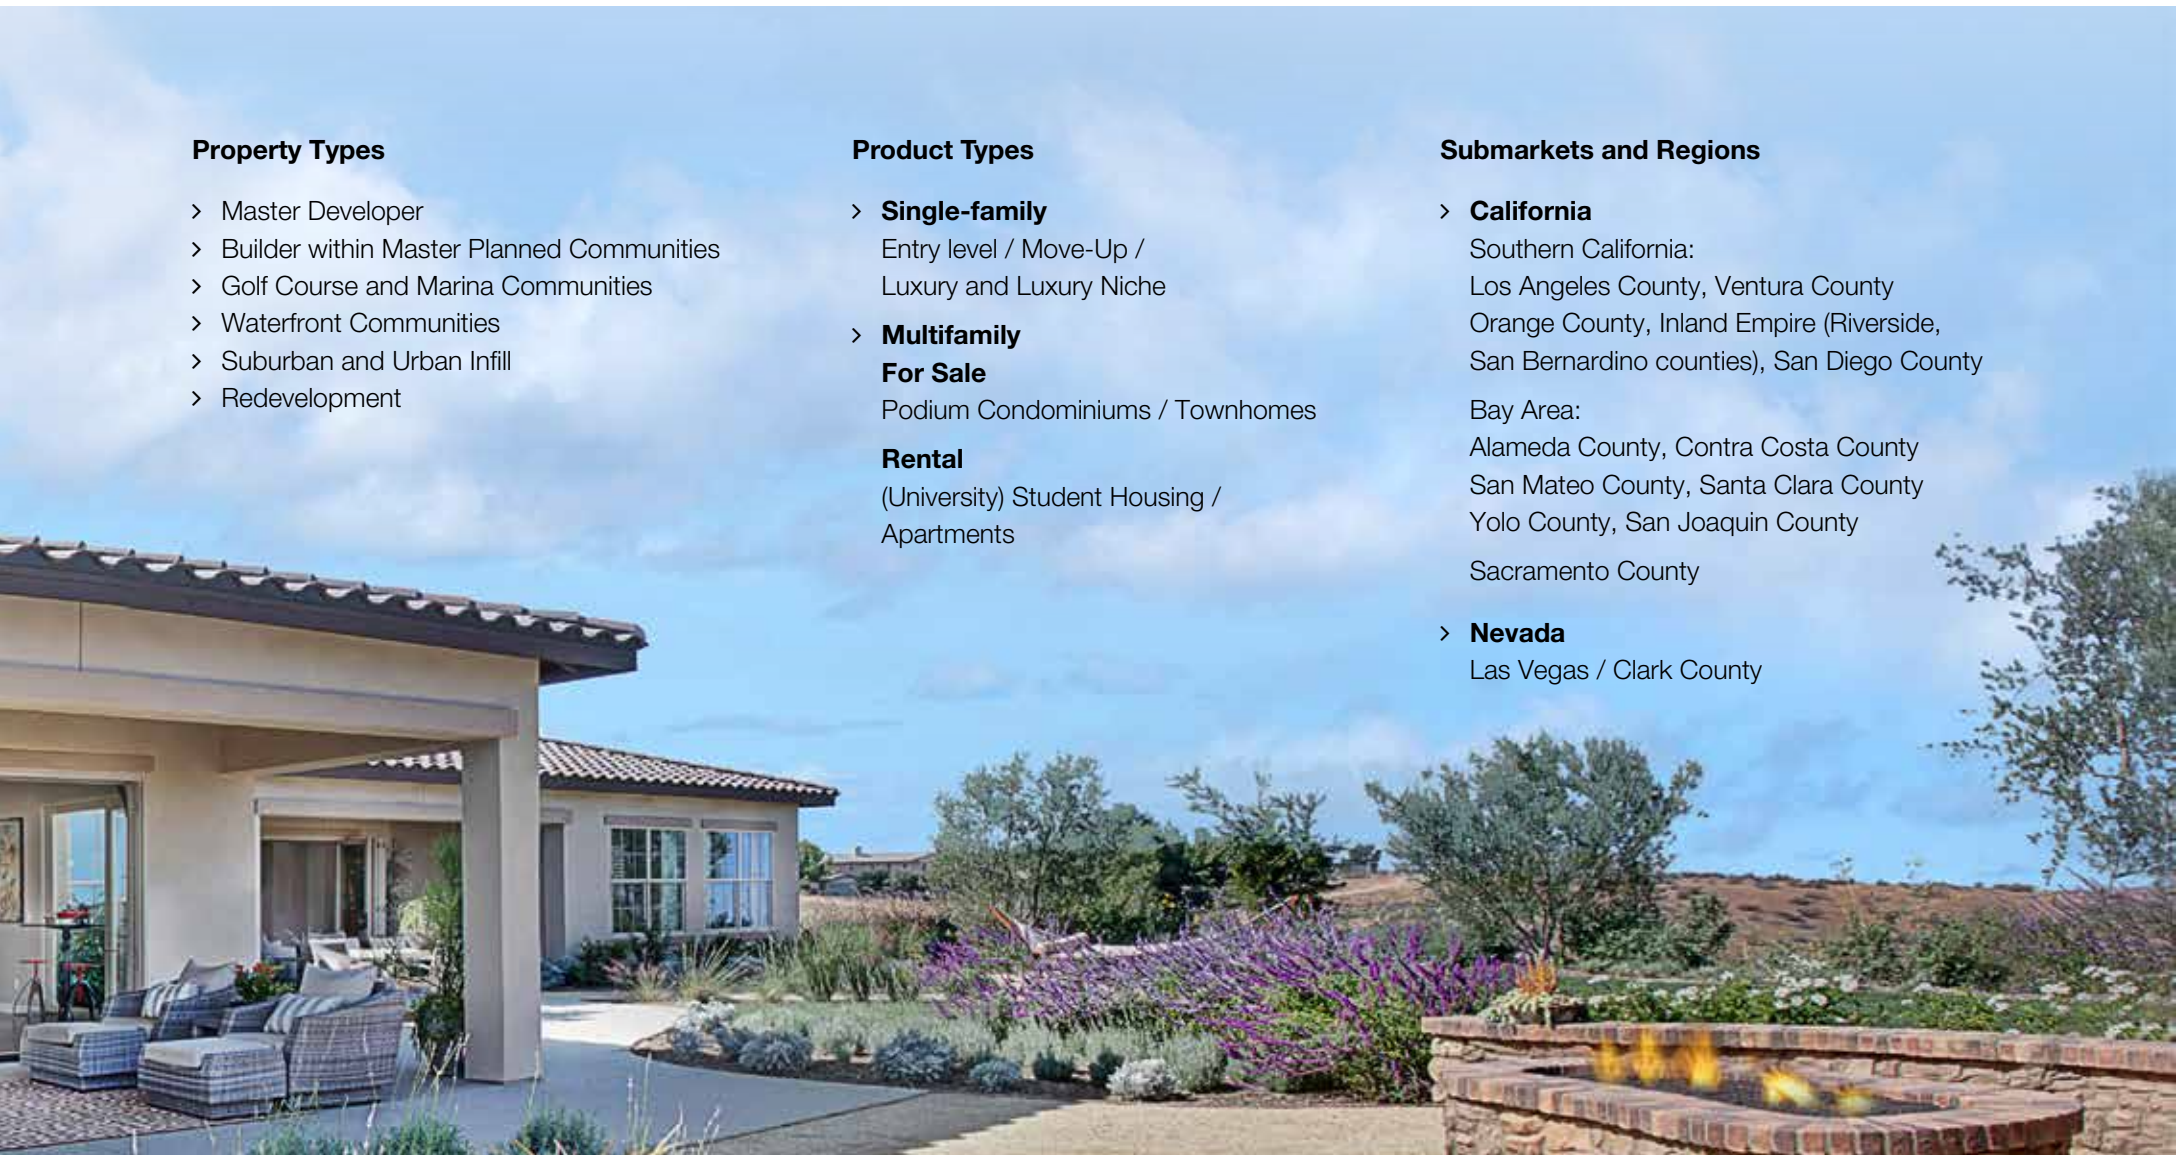 Property Types
> Master Developer
> Builder within Master Planned Communities
> Golf Course and Marina Communities
> Waterfront Communities
> Suburban and Urban Infill
> Redevelopment
Product Types
> Single-family
Entry level / Move-Up /
Luxury and Luxury Niche
> Multifamily
For Sale
Podium Condominiums / Townhomes
Rental
(University) Student Housing /
Apartments
Submarkets and Regions
> California
Southern California:
Los Angeles County, Ventura County
Orange County, Inland Empire (Riverside,
San Bernardino counties), San Diego County
Bay Area:
Alameda County, Contra Costa County
San Mateo County, Santa Clara County
Yolo County, San Joaquin County
Sacramento County
> Nevada
Las Vegas / Clark County